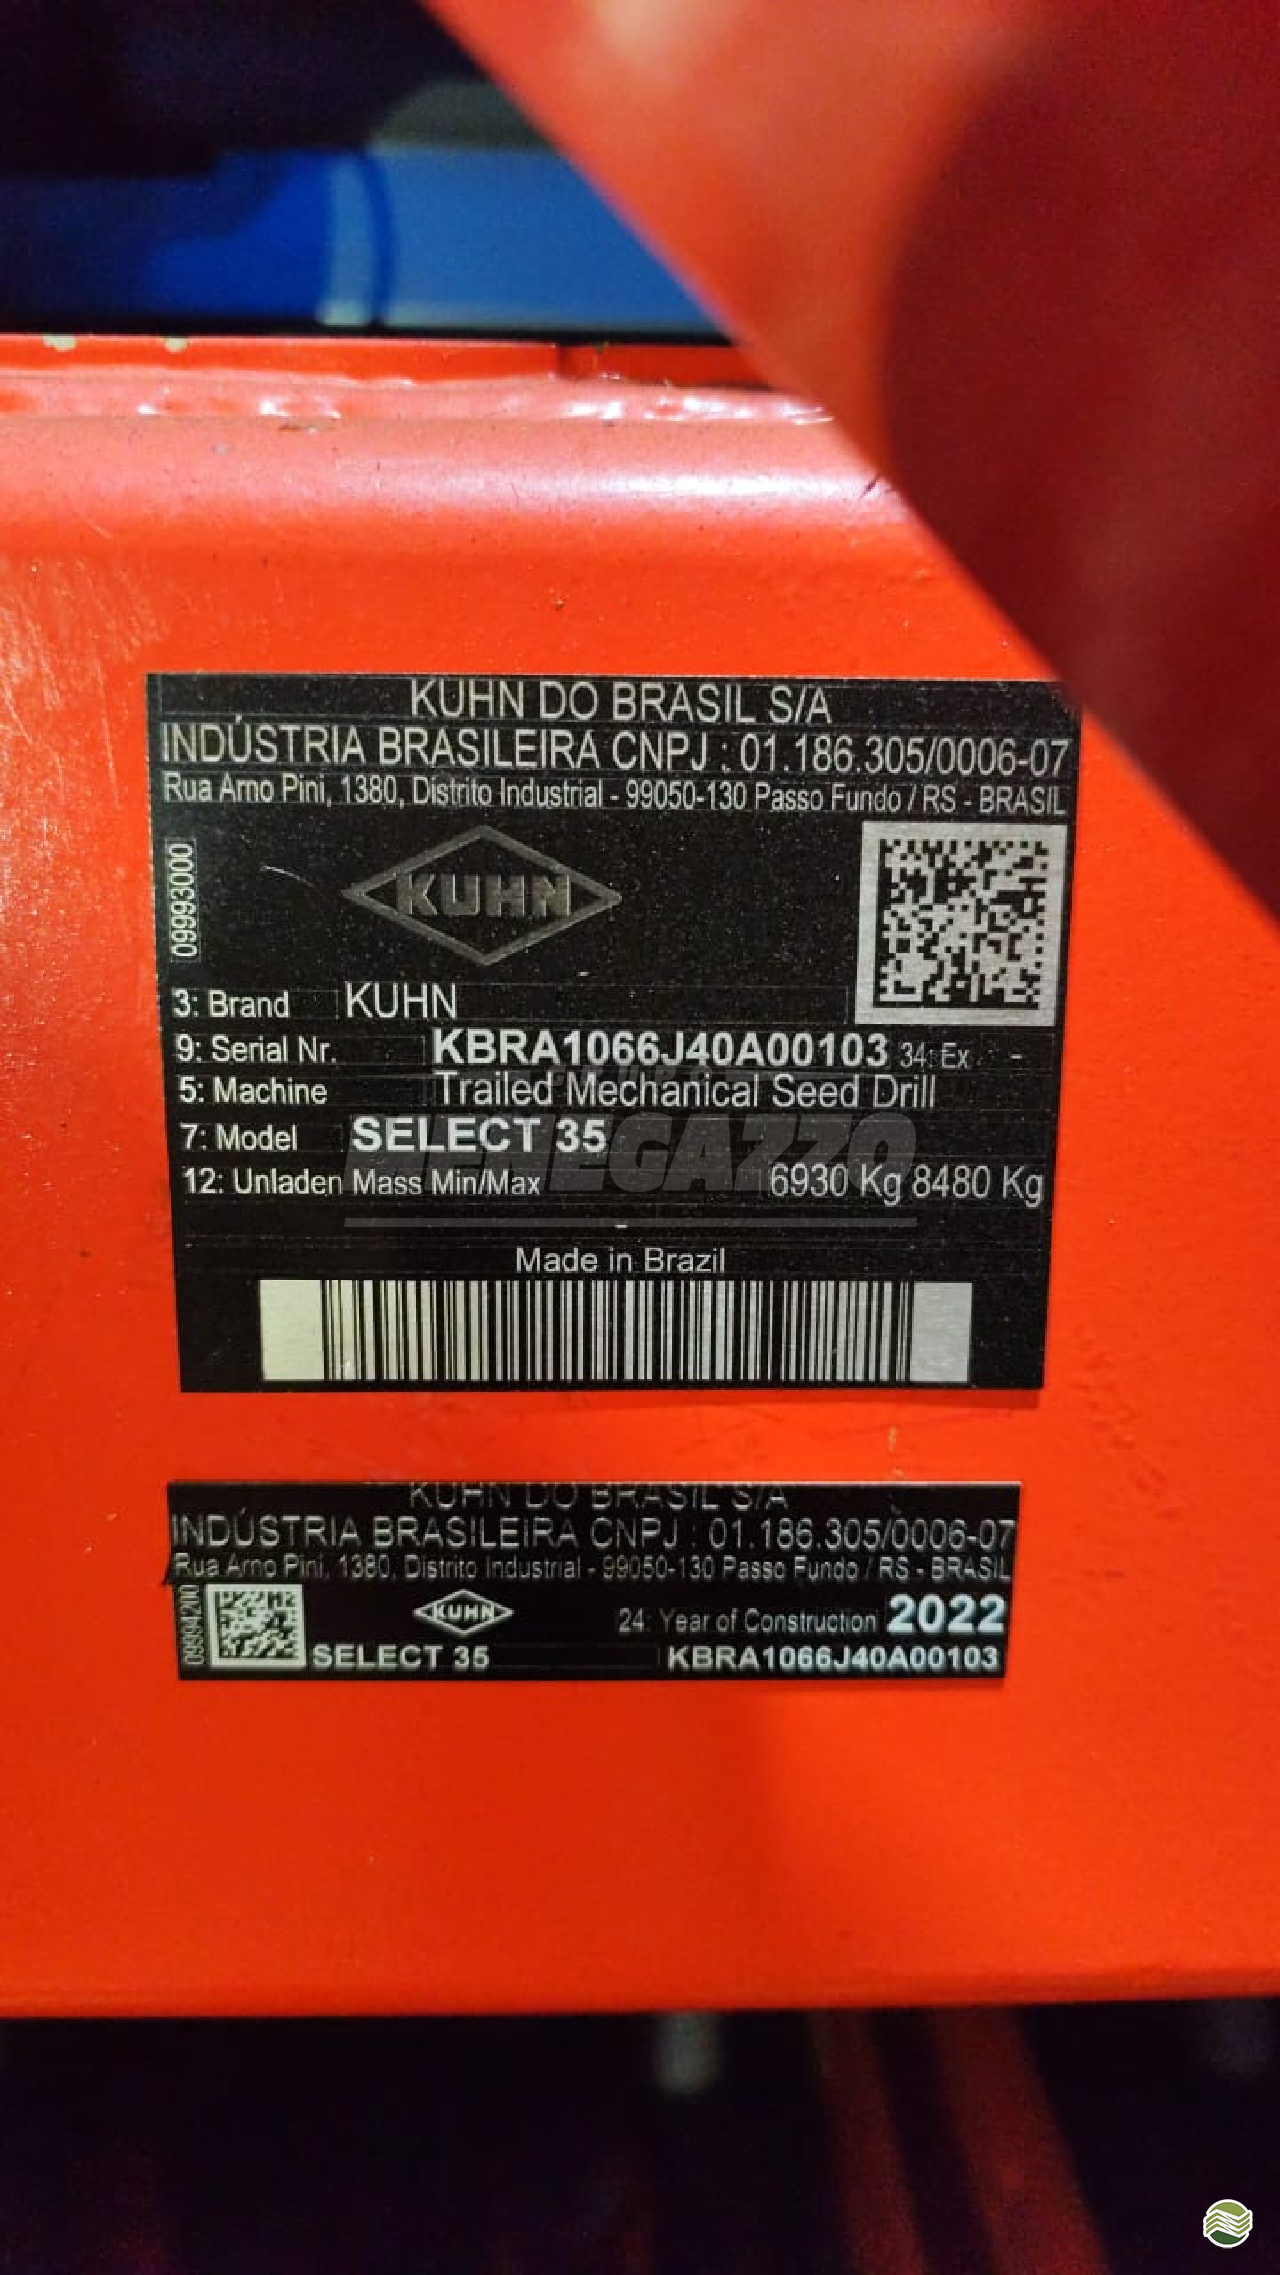 KUHN DO BRASIL S/A
INDÚSTRIA BRASILEIRA CNPJ : 01.186.305/0006-07
Rua Arno Pini, 1380, Distrito Industrial - 99050-130 Passo Fundo / RS - BRASIL
09993000
KUHN
3: Brand KUHN
9: Serial Nr. KBRA1066J40A00103 34: Ex -
5: Machine Trailed Mechanical Seed Drill
7: Model SELECT 35
MENEGAZZO
12: Unladen Mass Min/Max 6930 Kg 8480 Kg
-
Made in Brazil
KUHN DO BRASIL S/A
INDÚSTRIA BRASILEIRA CNPJ : 01.186.305/0006-07
Rua Arno Pini, 1380, Distrito Industrial - 99050-130 Passo Fundo / RS - BRASIL
09994200
KUHN
24: Year of Construction 2022
SELECT 35 KBRA1066J40A00103